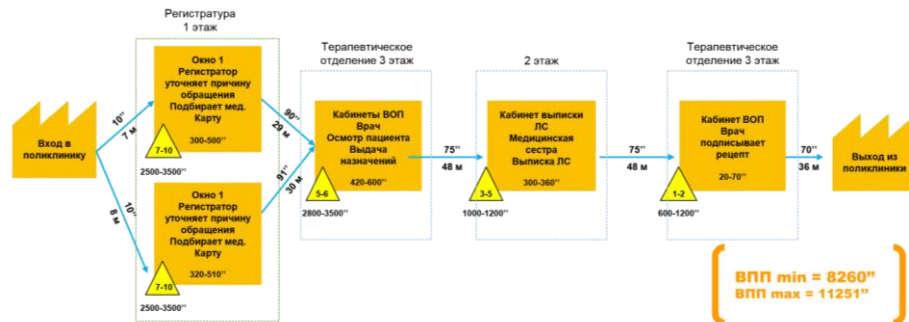 Регистратура
1 этаж
Окно 1
Регистратор
уточняет причину
обращения
Подбирает мед.
Карту
300-500’’
7-10
2500-3500’’
Окно 1
Регистратор
уточняет причину
обращения
Подбирает мед.
Карту
320-510’’
7-10
2500-3500’’
Вход в
поликлинику
10’’
7 м
10’’
8 м
90’’
29 м
91’’
30 м
Терапевтическое
отделение 3 этаж
Кабинеты ВОП
Врач
Осмотр пациента
Выдача
назначений
420-600’’
5-6
2800-3500’’
75’’
48 м
2 этаж
Кабинет выписки
ЛС
Медицинская
сестра
Выписка ЛС
300-360’’
3-5
1000-1200’’
75’’
48 м
Терапевтическое
отделение 3 этаж
Кабинет ВОП
Врач
подписывает
рецепт
20-70’’
1-2
600-1200’’
70’’
36 м
Выход из
поликлиники
ВПП min = 8260’’
ВПП max = 11251’’